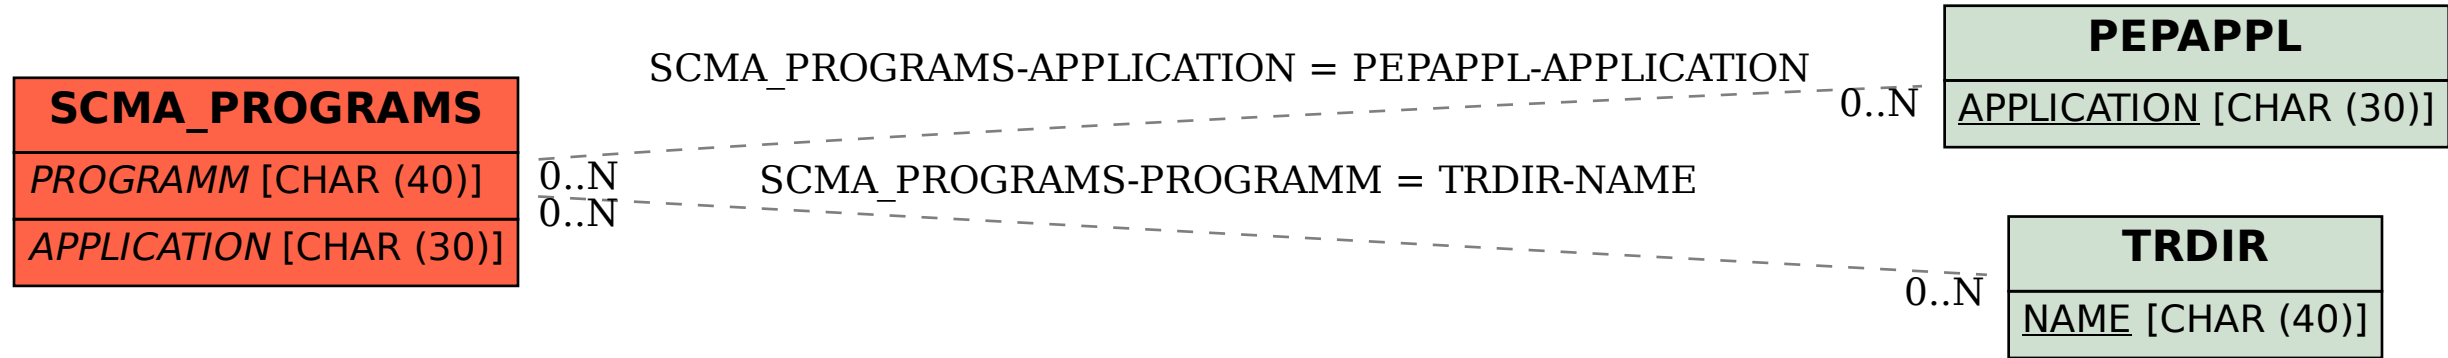 SCMA_PROGRAMS
PROGRAMM [CHAR (40)]
APPLICATION [CHAR (30)]
SCMA_PROGRAMS-APPLICATION = PEPAPPL-APPLICATION
0..N
0..N
SCMA_PROGRAMS-PROGRAMM = TRDIR-NAME
0..N
0..N
PEPAPPL
APPLICATION [CHAR (30)]
TRDIR
NAME [CHAR (40)]